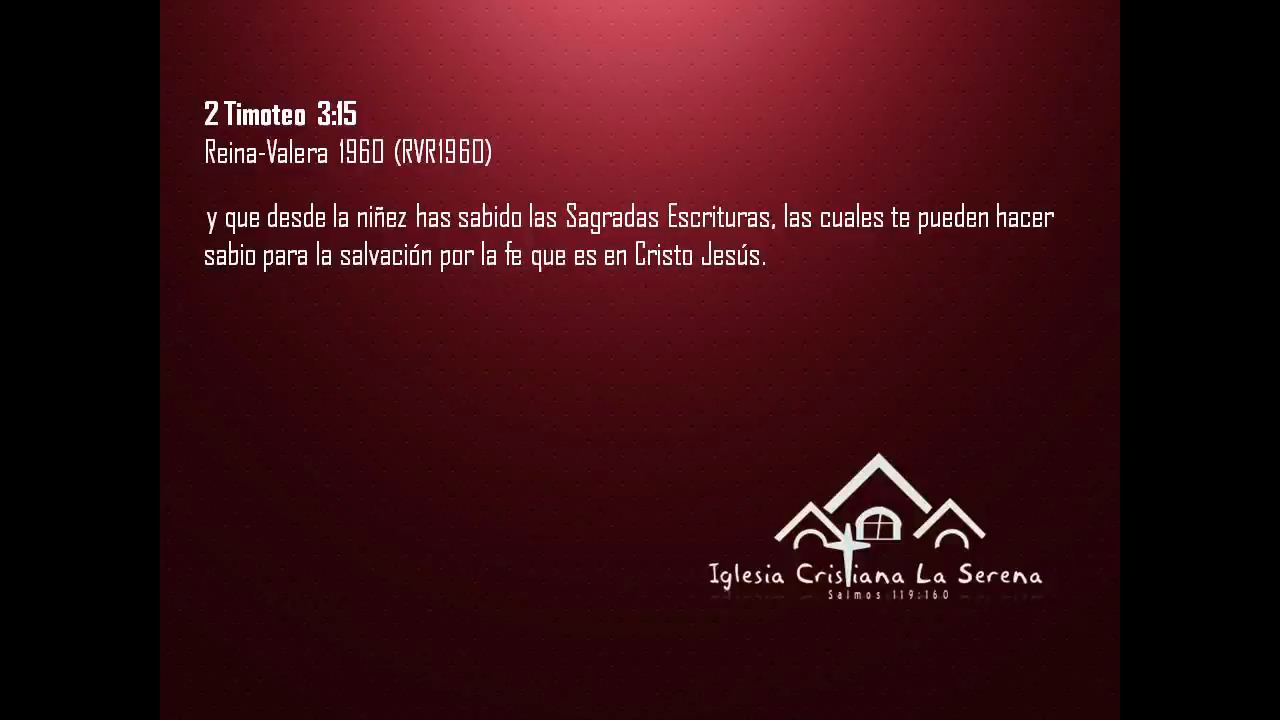 2 Timoteo 3:15
Reina-Valera 1960 (RVR1960)
y que desde la niñez has sabido las Sagradas Escrituras, las cuales te pueden hacer
sabio para la salvación por la fe que es en Cristo Jesús.
Iglesia Cristiana La Serena
Salmos 119:160